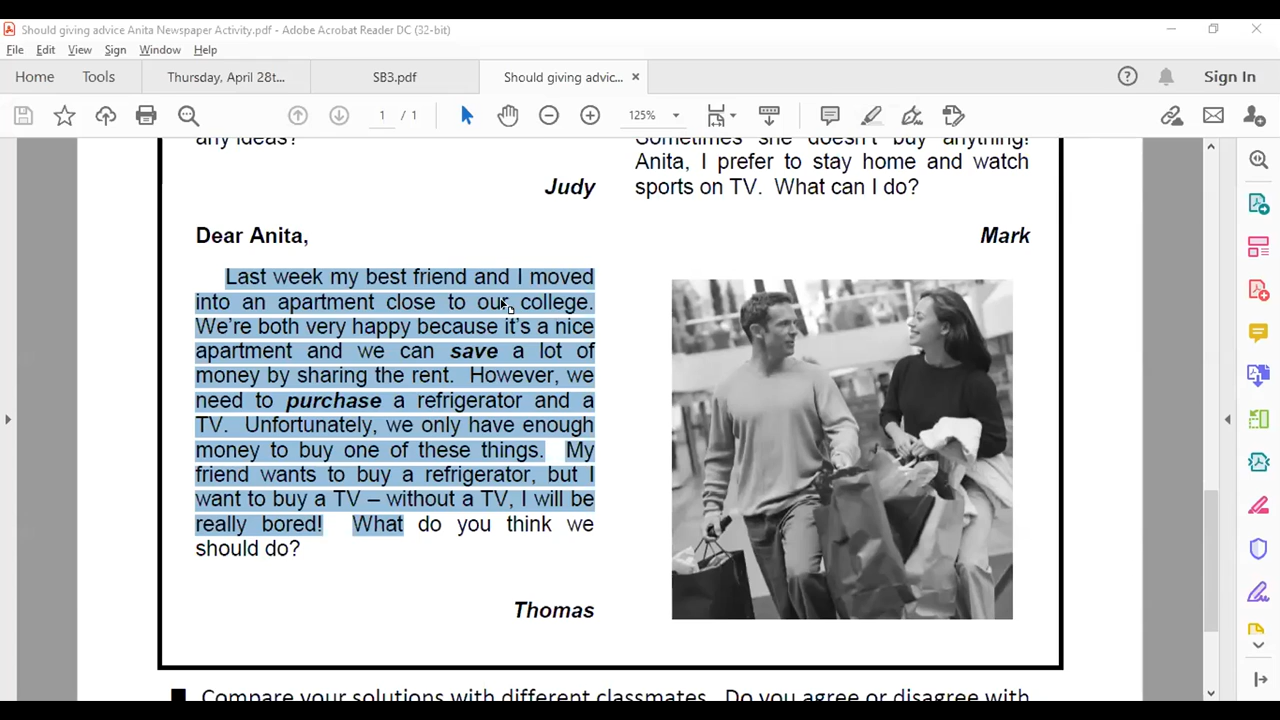 Should giving advice Anita Newspaper Activity.pdf - Adobe Acrobat Reader DC (32-bit)
File Edit View Sign Window Help
Home Tools Thursday, April 28t... SB3.pdf Should giving advic... × Sign In
1 / 1 125%
any ideas?
Judy
Dear Anita,
Last week my best friend and I moved
into an apartment close to our college.
We’re both very happy because it’s a nice
apartment and we can save a lot of
money by sharing the rent. However, we
need to purchase a refrigerator and a
TV. Unfortunately, we only have enough
money to buy one of these things. My
friend wants to buy a refrigerator, but I
want to buy a TV – without a TV, I will be
really bored! What do you think we
should do?
Thomas
Sometimes she doesn't buy anything!
Anita, I prefer to stay home and watch
sports on TV. What can I do?
Mark
■ Compare your solutions with different classmates. Do you agree or disagree with